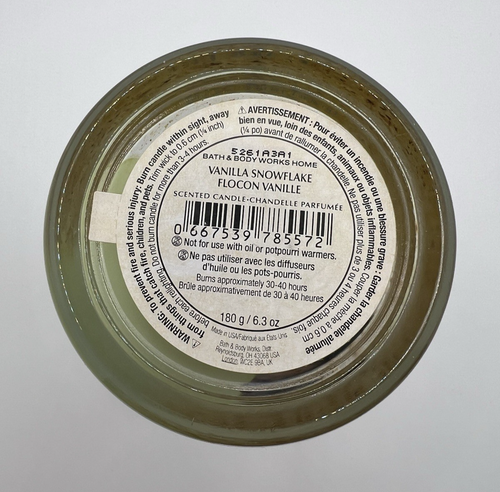 ⚠ WARNING: To prevent fire and serious injury: Burn candle within sight, away
from things that catch fire, children, and pets. Trim wick to 0.6 cm (¼ inch)
before each relighting. Do not burn candle for more than 3-4 hours.
⚠ AVERTISSEMENT : Pour éviter un incendie ou une blessure grave : Garder la chandelle allumée
bien en vue, loin des enfants, animaux ou objets inflammables. Couper la mèche à 0.6 cm
(¼ po) avant de rallumer la chandelle. Ne pas utiliser plus de 3 ou 4 heures chaque fois.
5261A3A1
BATH & BODY WORKS HOME
VANILLA SNOWFLAKE
FLOCON VANILLE
SCENTED CANDLE•CHANDELLE PARFUMÉE
0 667539 785572
Not for use with oil or potpourri warmers.
Ne pas utiliser avec les diffuseurs
d'huile ou les pots-pourris.
Burns approximately 30-40 hours
Brûle approximativement de 30 à 40 heures
180 g / 6.3 oz
Made in USA/Fabriqué aux États-Unis
Bath & Body Works, Distr.
Reynoldsburg, OH 43068 USA
London, WC2E 9BA, UK